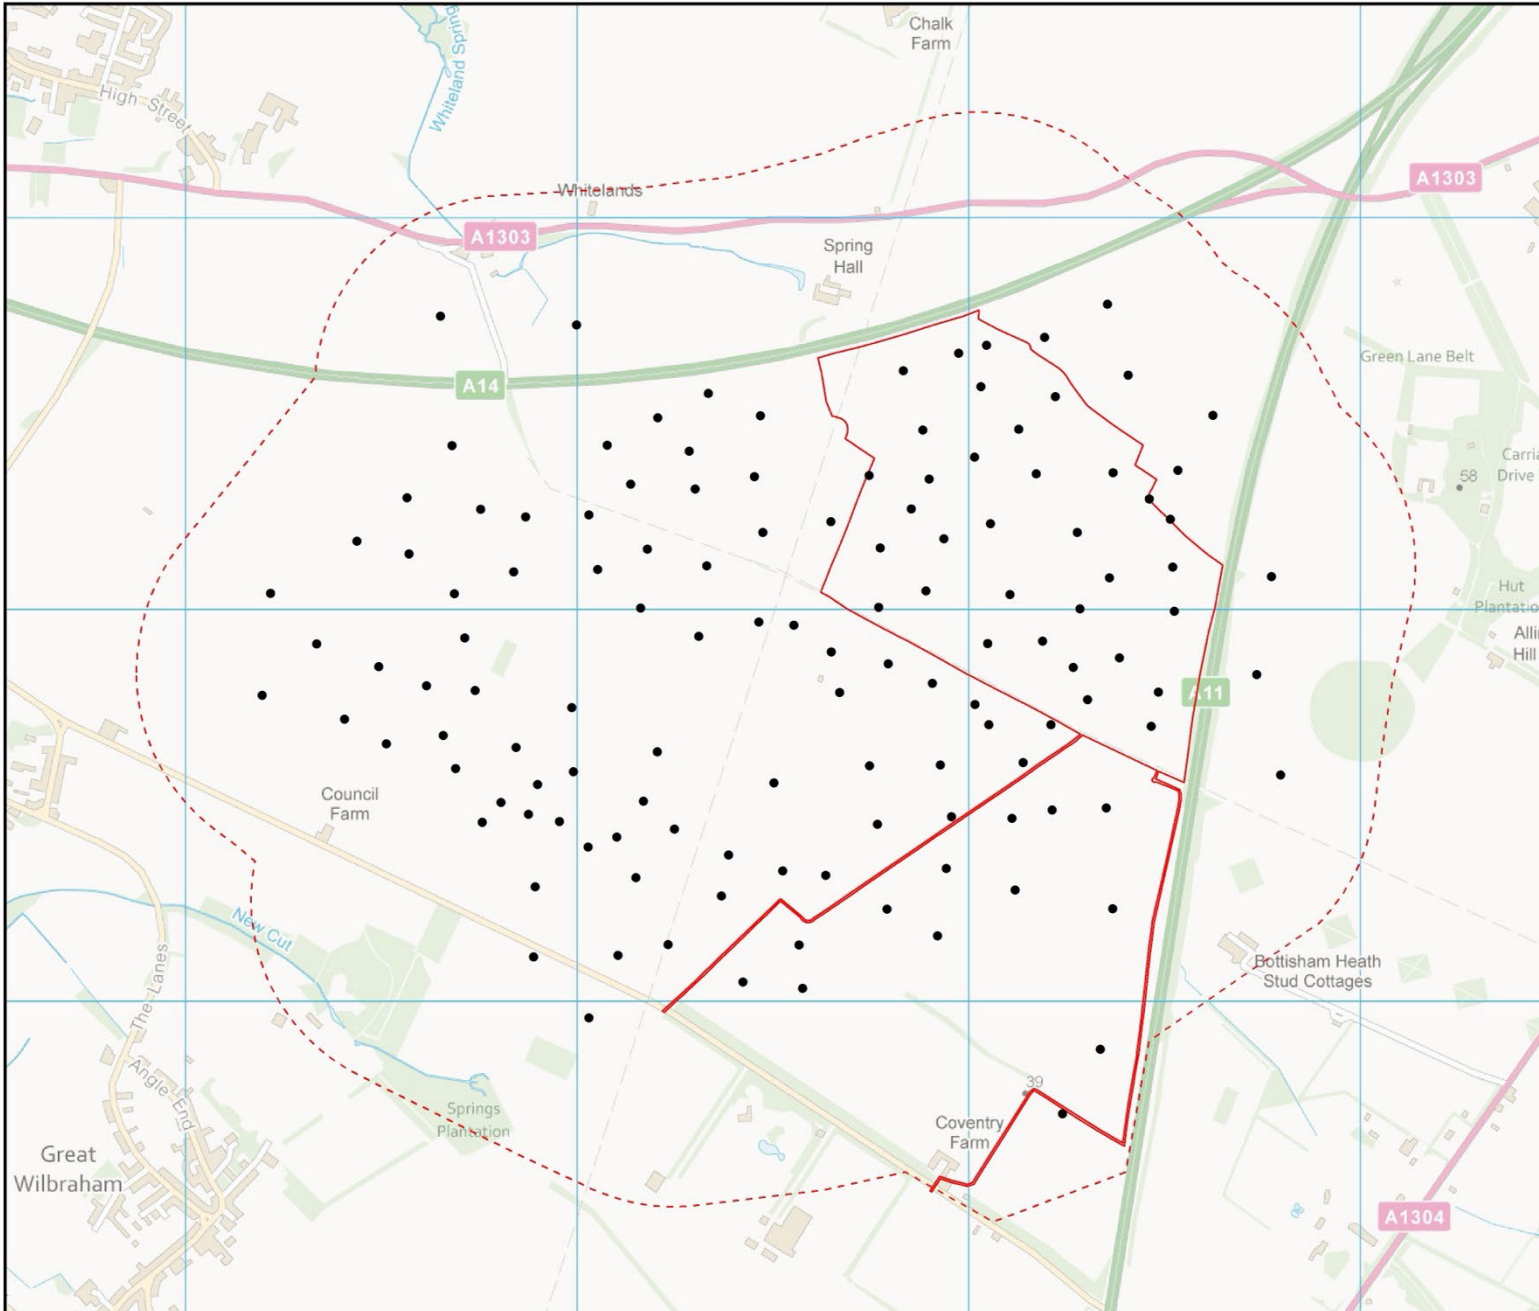 Chalk
Farm
Whiteland Spring
High Street
A1303
Whitelands
A1303
Spring
Hall
Green Lane Belt
A14
58
Drive
Hut
Hill
A11
Council
Farm
New Cut
The Lanes
Bottisham Heath
Stud Cottages
Angle End
39
Springs
Plantation
Coventry
Farm
Great
Wilbraham
A1304